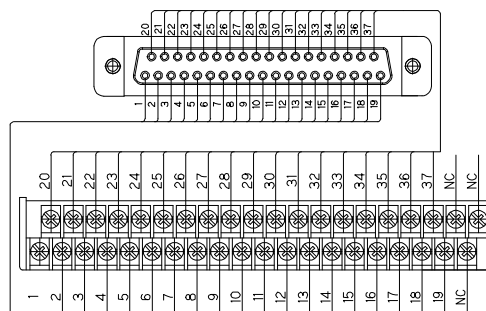 20 21 22 23 24 25 26 27 28 29 30 31 32 33 34 35 36 37
1 2 3 4 5 6 7 8 9 10 11 12 13 14 15 16 17 18 19
20 21 22 23 24 25 26 27 28 29 30 31 32 33 34 35 36 37 NC NC
1 2 3 4 5 6 7 8 9 10 11 12 13 14 15 16 17 18 19 NC